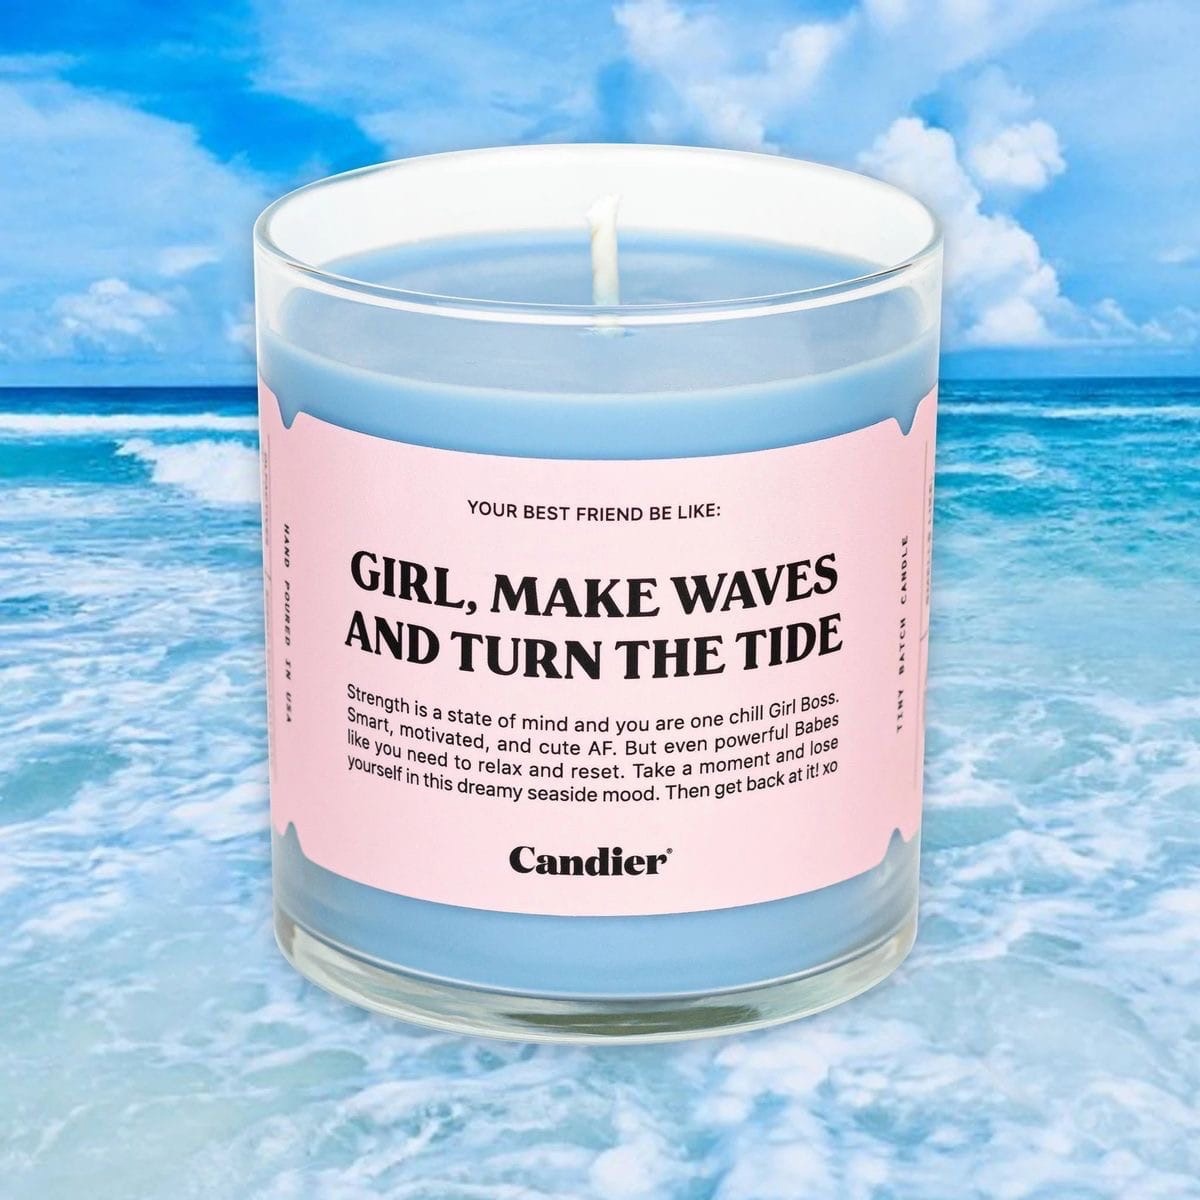 YOUR BEST FRIEND BE LIKE:
GIRL, MAKE WAVES
AND TURN THE TIDE
Strength is a state of mind and you are one chill Girl Boss.
Smart, motivated, and cute AF. But even powerful Babes
like you need to relax and reset. Take a moment and lose
yourself in this dreamy seaside mood. Then get back at it! xo
Candier®
HAND POURED IN USA
TINY BATCH CANDLE